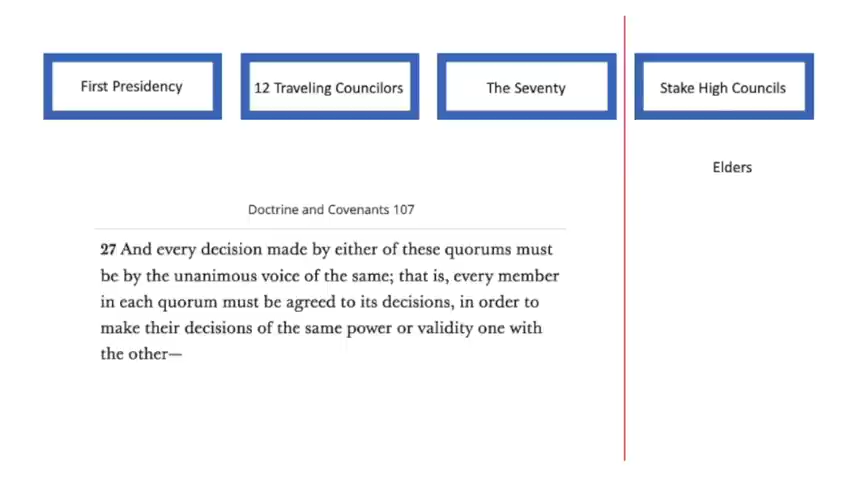 First Presidency
12 Traveling Councilors
The Seventy
Stake High Councils
Elders
Doctrine and Covenants 107
27 And every decision made by either of these quorums must
be by the unanimous voice of the same; that is, every member
in each quorum must be agreed to its decisions, in order to
make their decisions of the same power or validity one with
the other—